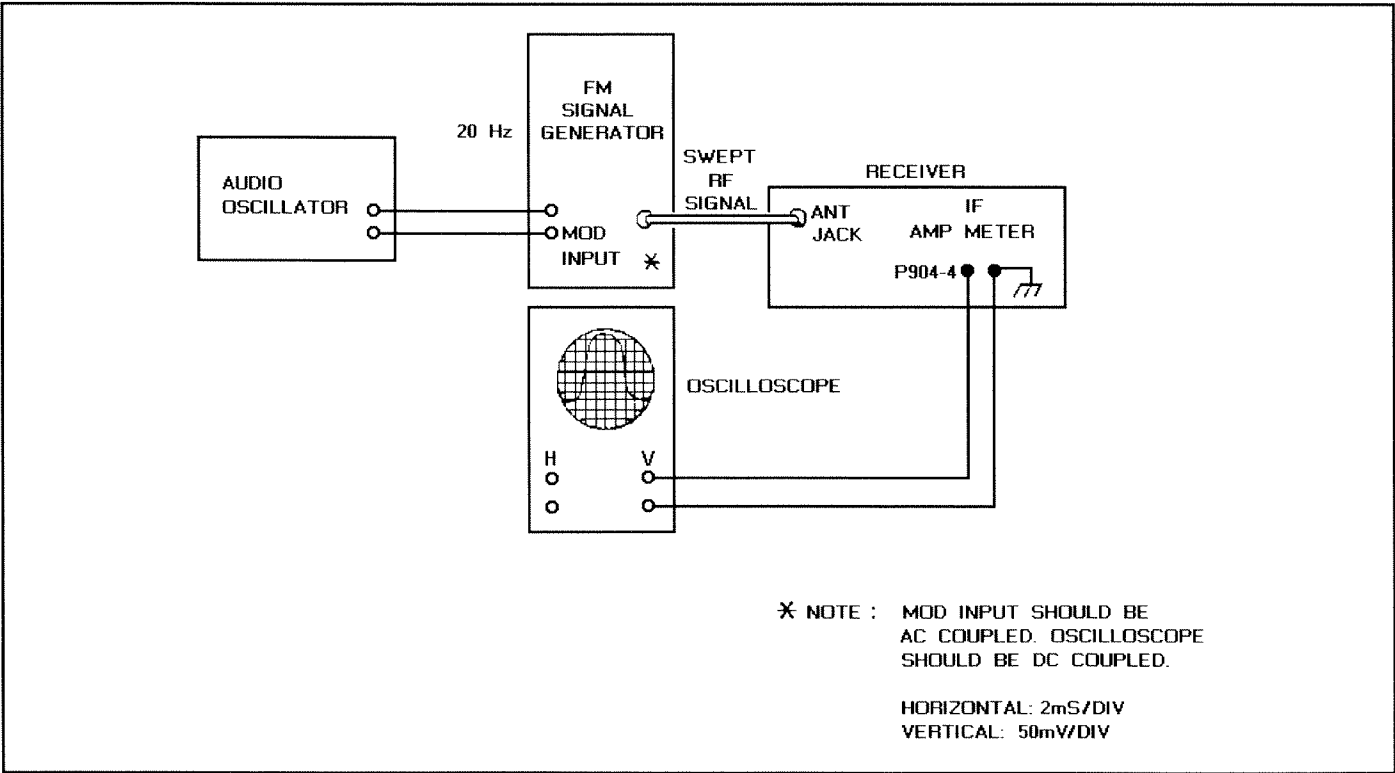 FM
SIGNAL
GENERATOR
20 Hz
AUDIO
OSCILLATOR
MOD
INPUT *
SWEPT
RF
SIGNAL
RECEIVER
ANT
JACK
IF
AMP METER
P904-4
OSCILLOSCOPE
H V
* NOTE : MOD INPUT SHOULD BE
AC COUPLED. OSCILLOSCOPE
SHOULD BE DC COUPLED.
HORIZONTAL: 2mS/DIV
VERTICAL: 50mV/DIV